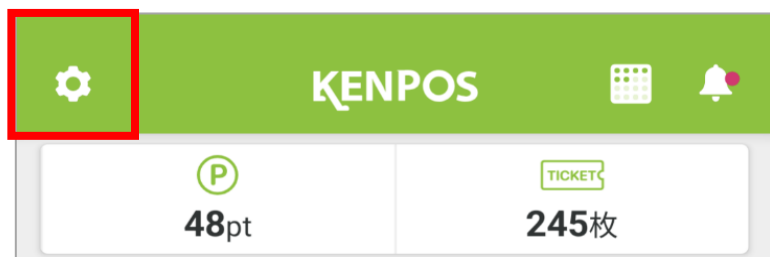 KENPOS
P
TICKET
48pt
245枚